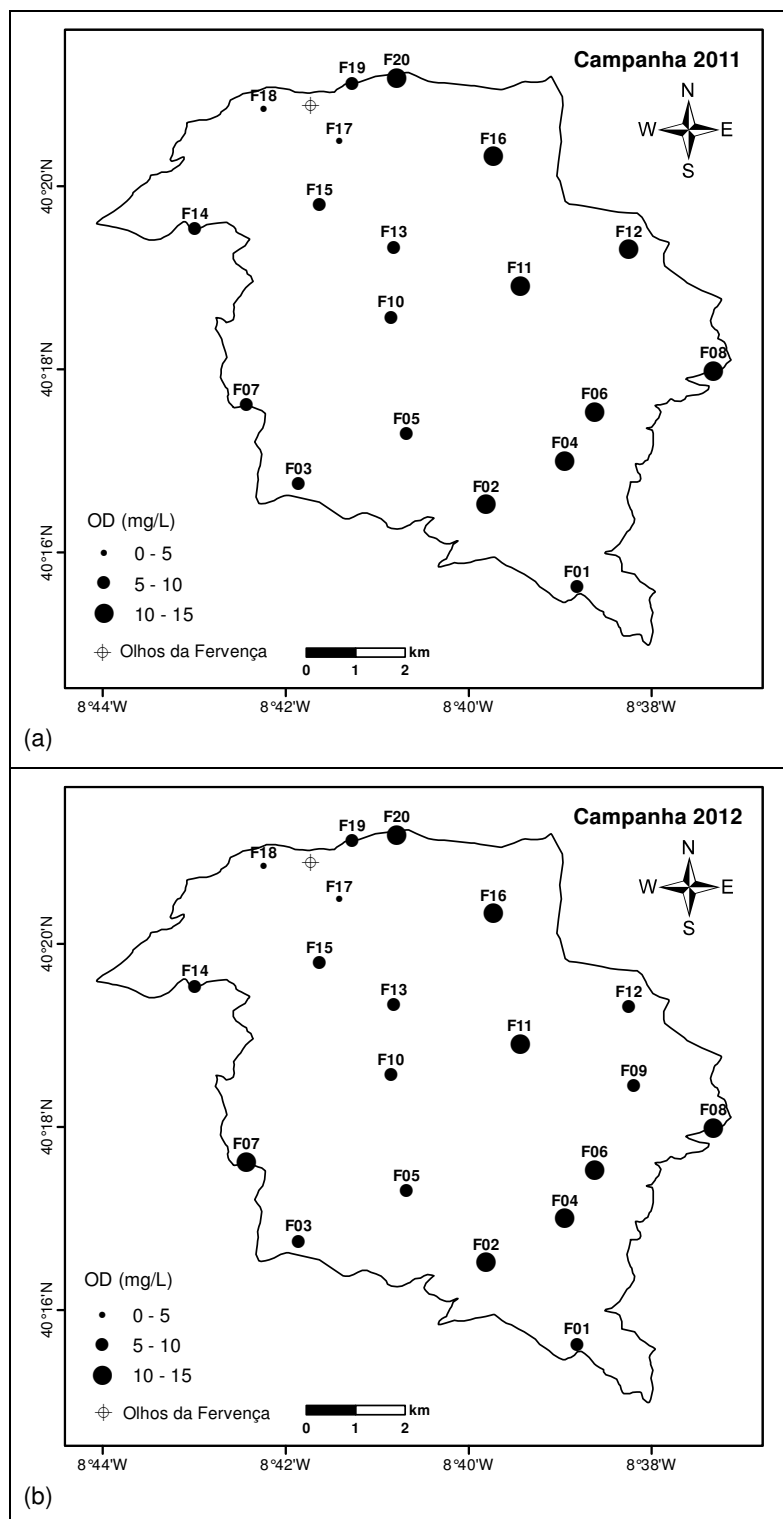 Campanha 2011
N
W E
S
F20
F19
F18
F17
F16
F15
F14
F13
F12
F11
F10
F08
F07
F06
F05
F04
F03
F02
F01
40°20'N
40°18'N
40°16'N
OD (mg/L)
0 - 5
5 - 10
10 - 15
Olhos da Fervença
km
0 1 2
8°44'W 8°42'W 8°40'W 8°38'W
(a)
Campanha 2012
N
W E
S
F20
F19
F18
F17
F16
F15
F14
F13
F12
F11
F10
F09
F08
F07
F06
F05
F04
F03
F02
F01
40°20'N
40°18'N
40°16'N
OD (mg/L)
0 - 5
5 - 10
10 - 15
Olhos da Fervença
km
0 1 2
8°44'W 8°42'W 8°40'W 8°38'W
(b)